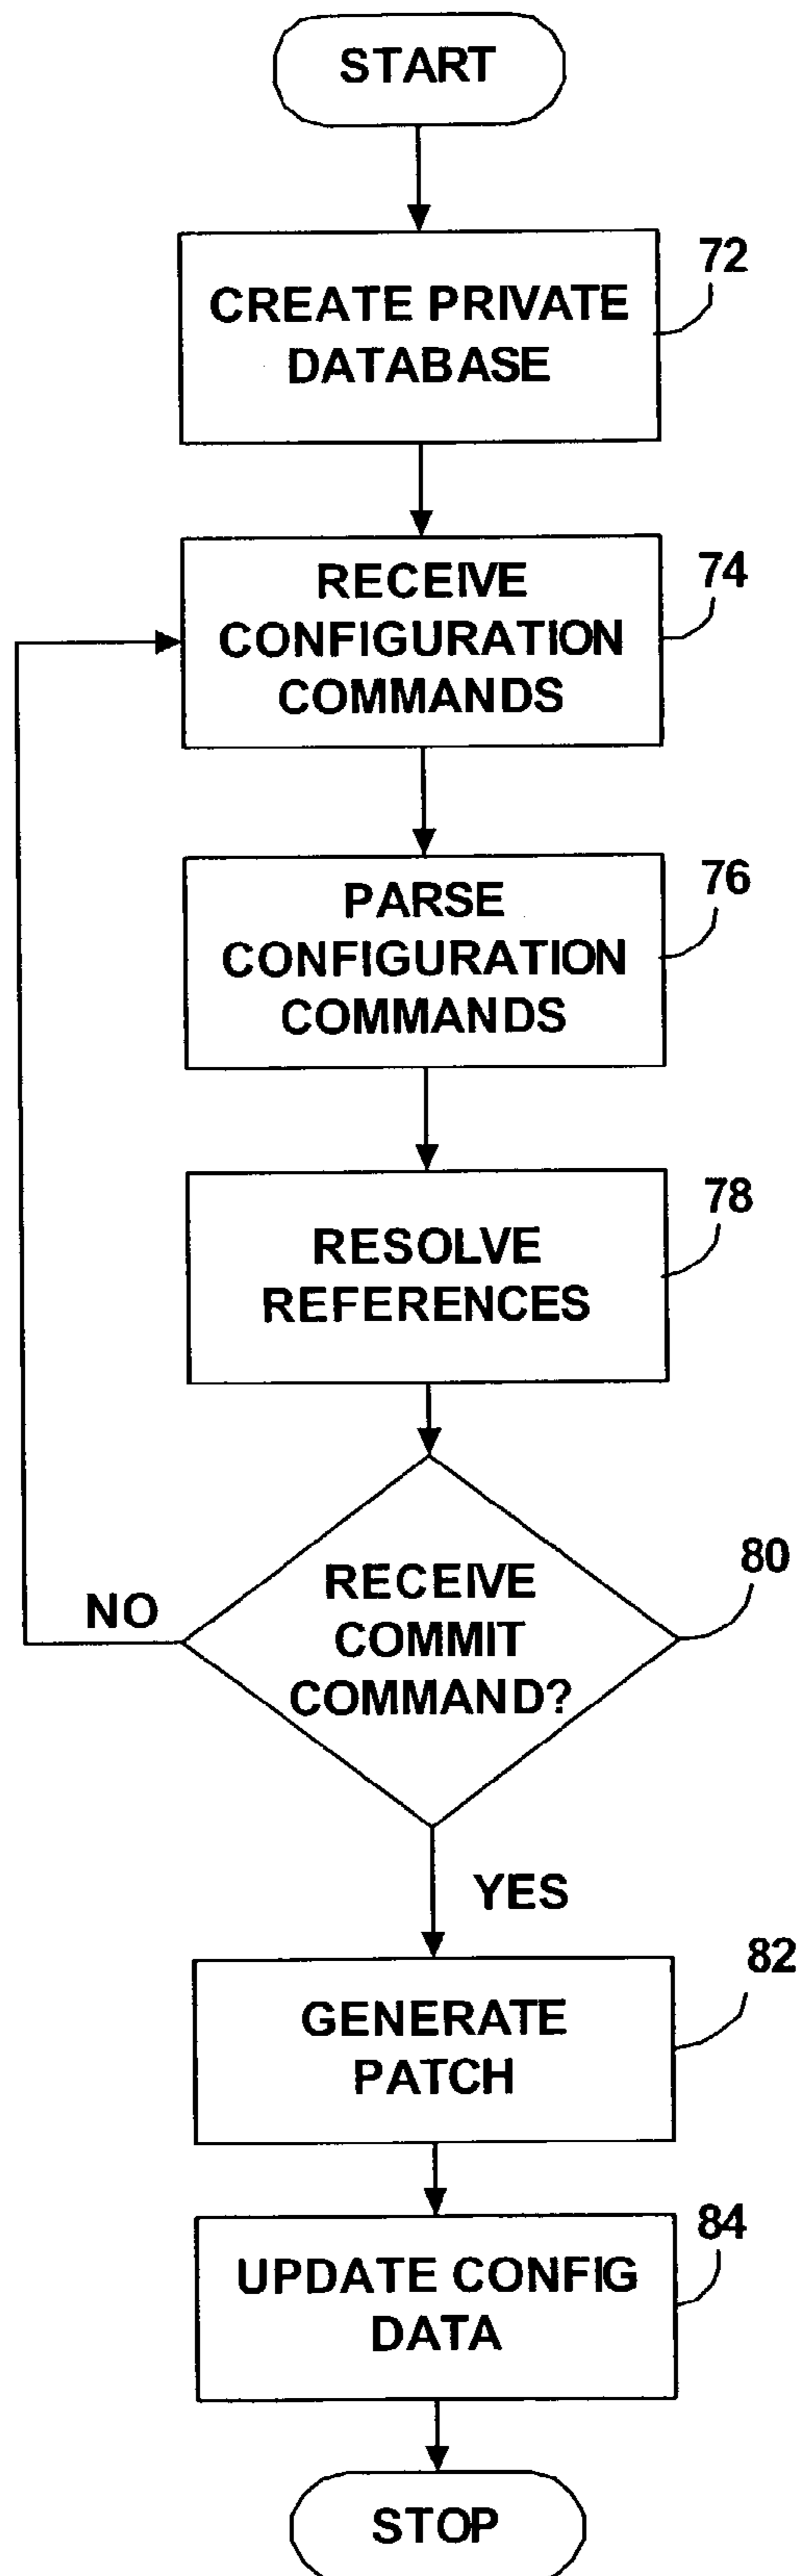 START
72
CREATE PRIVATE
DATABASE
74
RECEIVE
CONFIGURATION
COMMANDS
76
PARSE
CONFIGURATION
COMMANDS
78
RESOLVE
REFERENCES
80
RECEIVE
COMMIT
COMMAND?
NO
YES
82
GENERATE
PATCH
84
UPDATE CONFIG
DATA
STOP